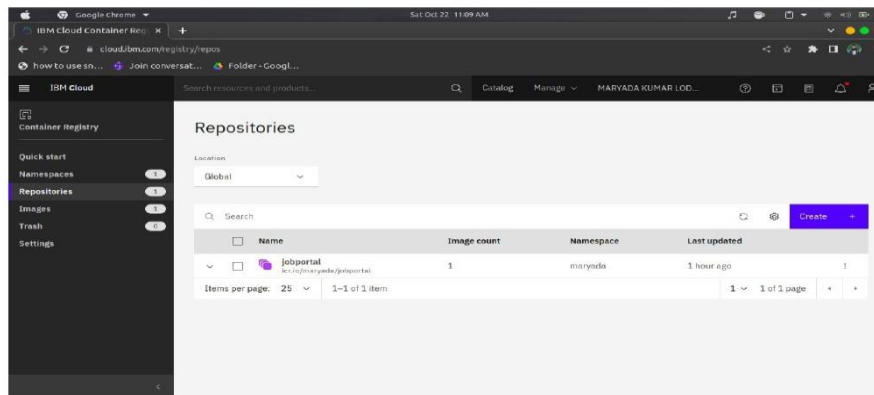 Google Chrome
Sat Oct 22 11:09 AM
IBM Cloud Container Reg
cloud.ibm.com/registry/repos
how to use sn... Join conversat... Folder - Googl...
IBM Cloud Search resources and products... Catalog Manage MARYADA KUMAR LOD...
Container Registry
Quick start
Namespaces 1
Repositories 1
Images 1
Trash 0
Settings
Repositories
Location
Global
Search Create +
Name Image count Namespace Last updated
jobportal 1 maryada 1 hour ago
icr.io/maryada/jobportal
Items per page: 25 1–1 of 1 item 1 1 of 1 page